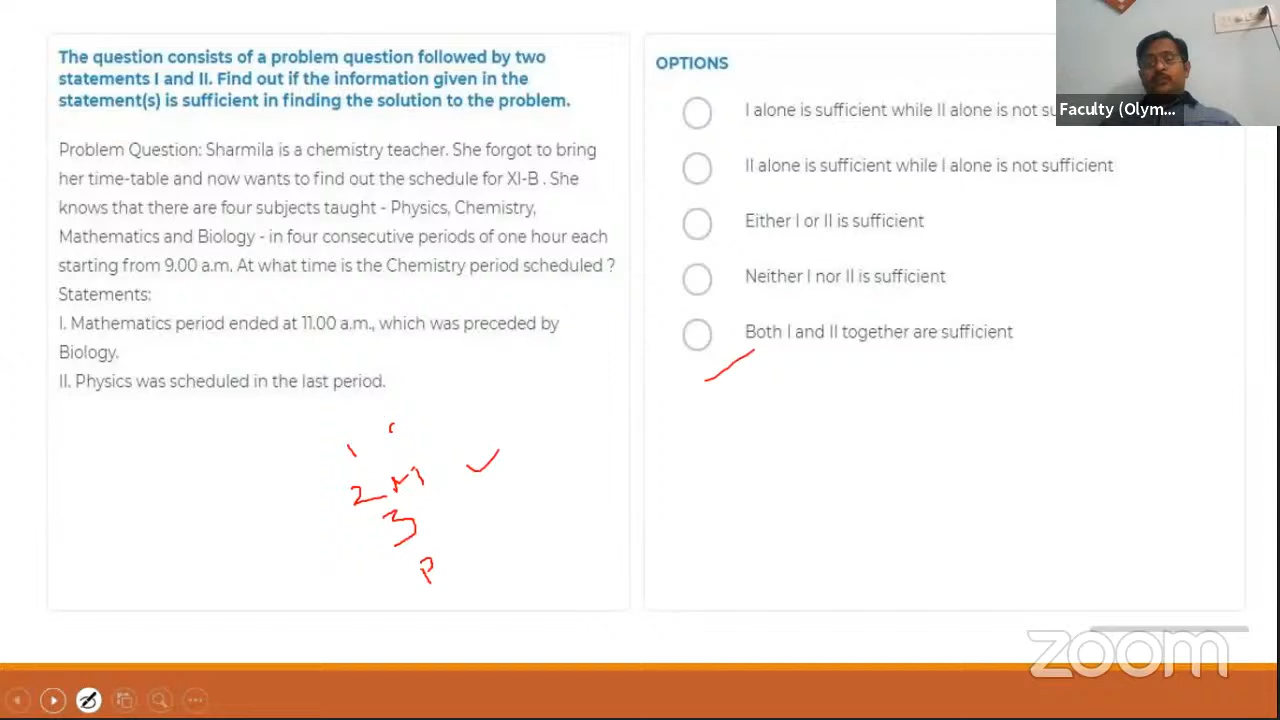 The question consists of a problem question followed by two
statements I and II. Find out if the information given in the
statement(s) is sufficient in finding the solution to the problem.
Problem Question: Sharmila is a chemistry teacher. She forgot to bring
her time-table and now wants to find out the schedule for XI-B . She
knows that there are four subjects taught - Physics, Chemistry,
Mathematics and Biology - in four consecutive periods of one hour each
starting from 9.00 a.m. At what time is the Chemistry period scheduled ?
Statements:
I. Mathematics period ended at 11.00 a.m., which was preceded by
Biology.
II. Physics was scheduled in the last period.
1
2 M
3
P
OPTIONS
I alone is sufficient while II alone is not su
II alone is sufficient while I alone is not sufficient
Either I or II is sufficient
Neither I nor II is sufficient
Both I and II together are sufficient
Faculty (Olym...
zoom